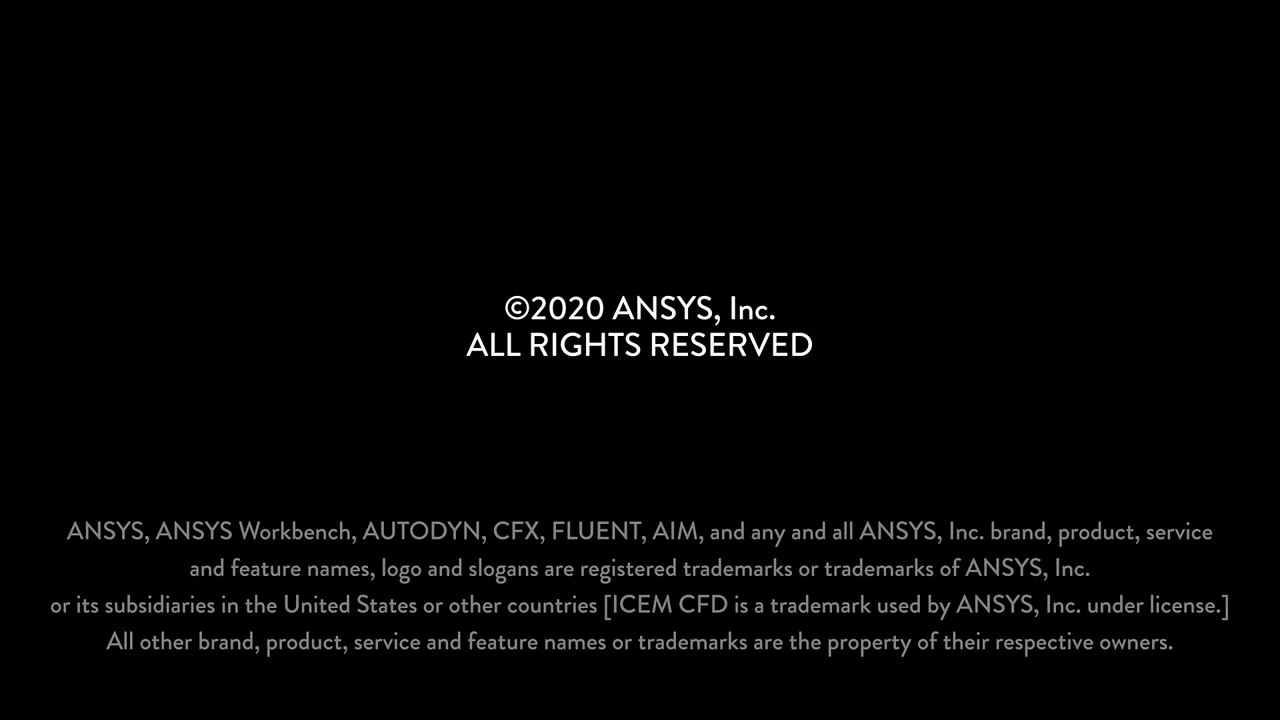 ©2020 ANSYS, Inc.
ALL RIGHTS RESERVED
ANSYS, ANSYS Workbench, AUTODYN, CFX, FLUENT, AIM, and any and all ANSYS, Inc. brand, product, service
and feature names, logo and slogans are registered trademarks or trademarks of ANSYS, Inc.
or its subsidiaries in the United States or other countries [ICEM CFD is a trademark used by ANSYS, Inc. under license.]
All other brand, product, service and feature names or trademarks are the property of their respective owners.